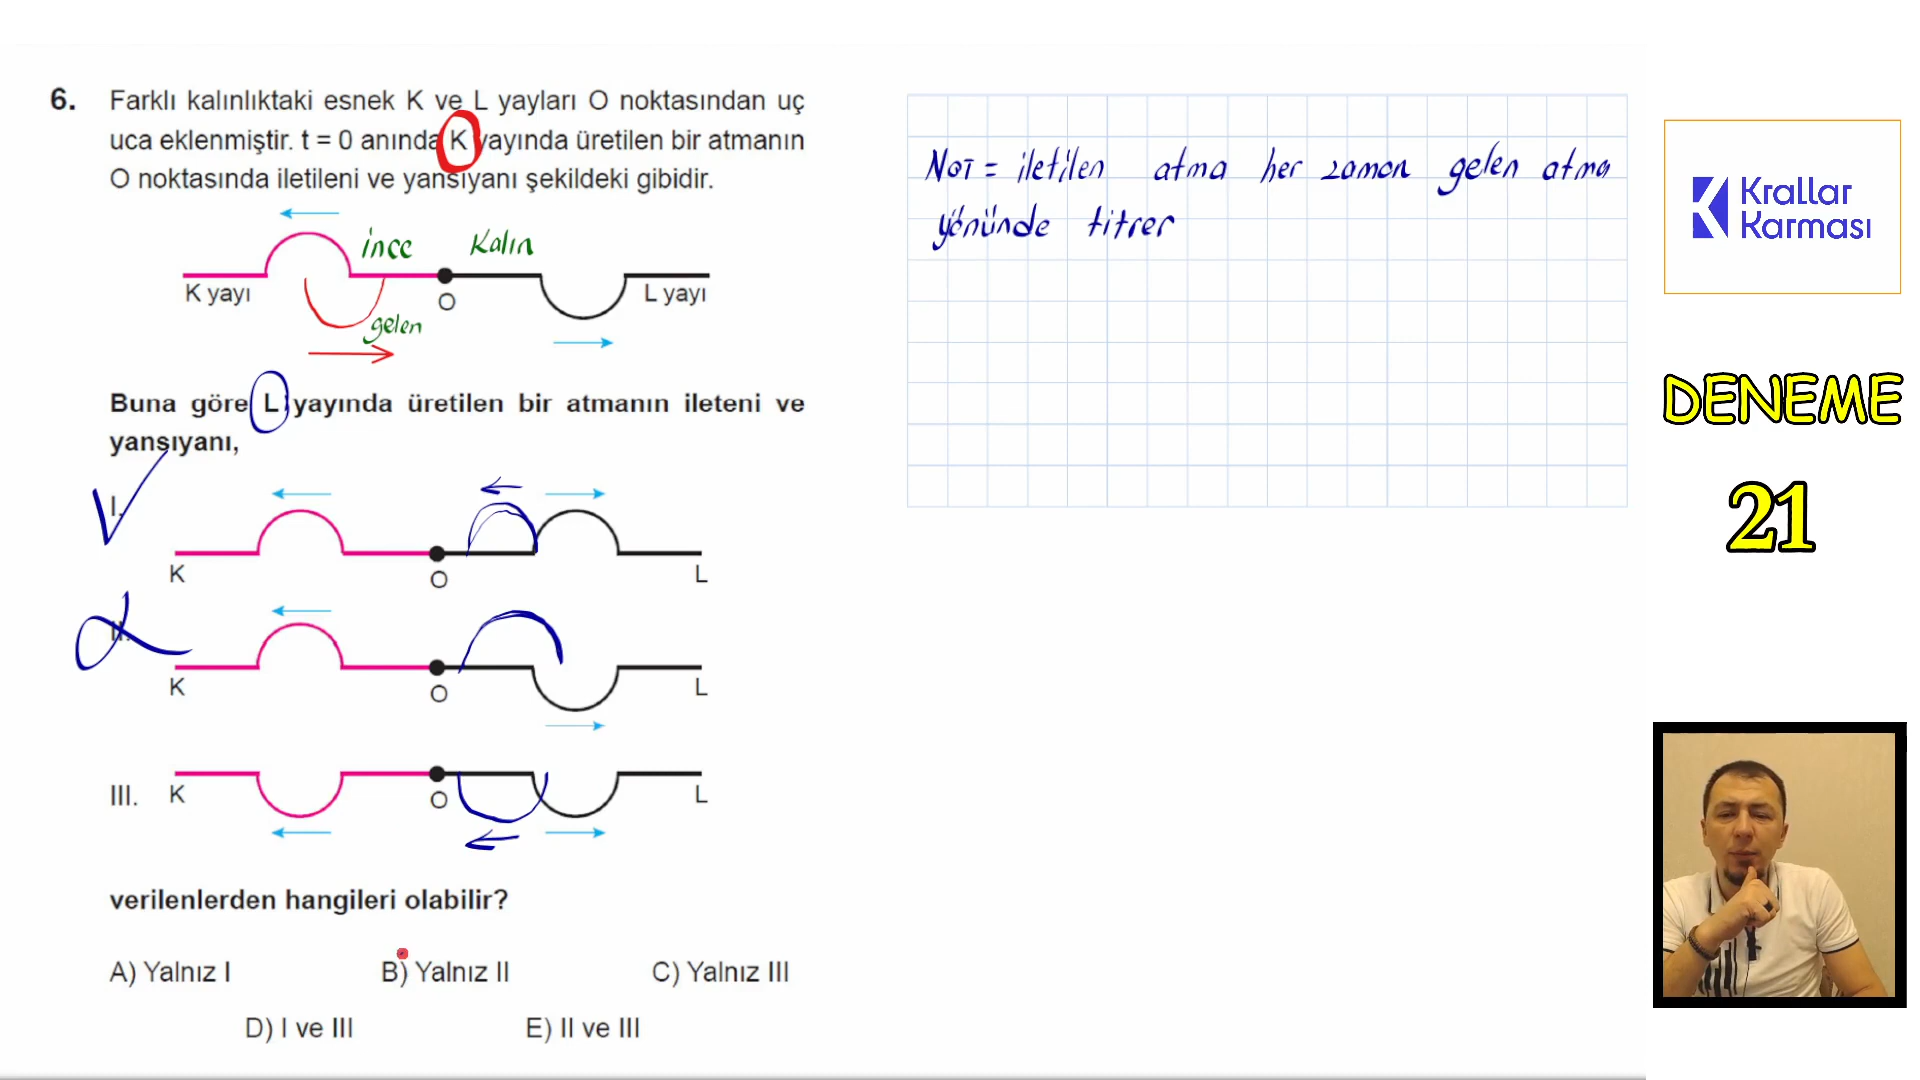 6. Farklı kalınlıktaki esnek K ve L yayları O noktasından uç
uca eklenmiştir. t = 0 anında K yayında üretilen bir atmanın
O noktasında iletileni ve yansıyanı şekildeki gibidir.
ince Kalın
K yayı O L yayı
gelen
Buna göre L yayında üretilen bir atmanın ileteni ve
yansıyanı,
I.
K O L
II.
K O L
III. K O L
verilenlerden hangileri olabilir?
A) Yalnız I B) Yalnız II C) Yalnız III
D) I ve III E) II ve III
NOT = iletilen atma her zaman gelen atma
yönünde titrer
Krallar
Karması
DENEME
21